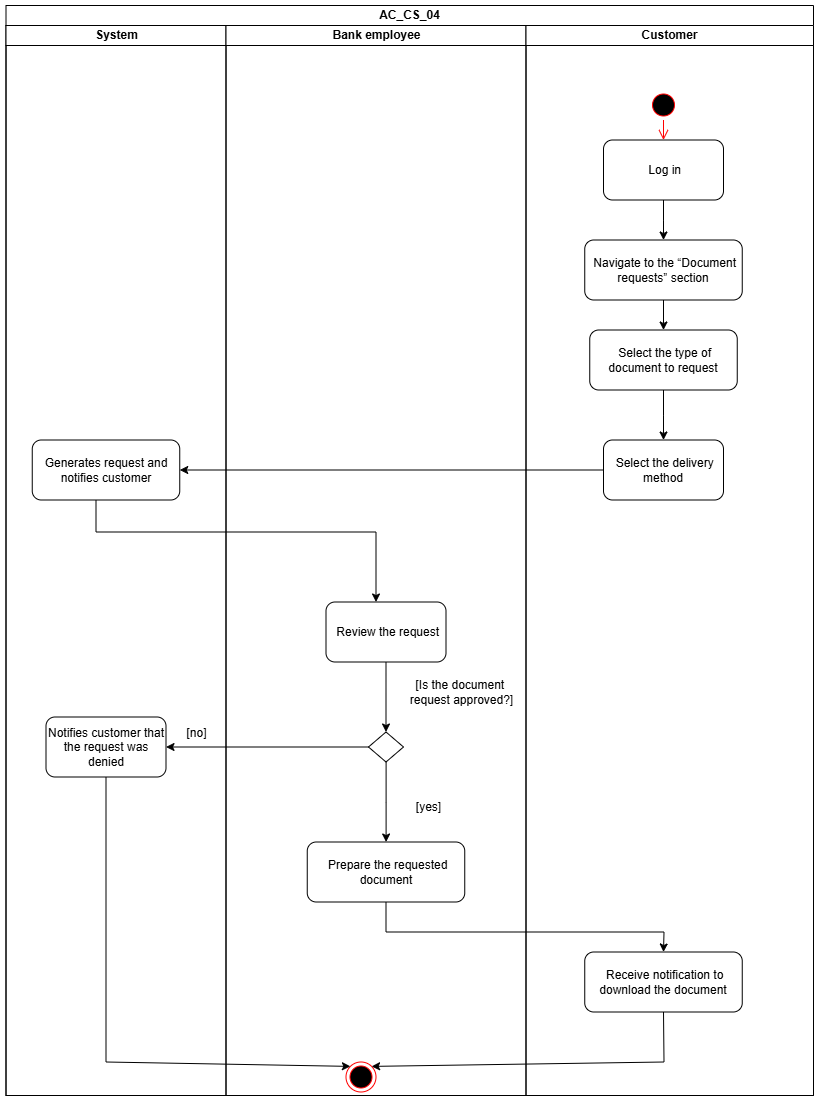 AC_CS_04
System
Bank employee
Customer
Log in
Navigate to the “Document
requests” section
Select the type of
document to request
Generates request and
notifies customer
Select the delivery
method
Review the request
[Is the document
request approved?]
Notifies customer that
the request was
denied
[no]
[yes]
Prepare the requested
document
Receive notification to
download the document